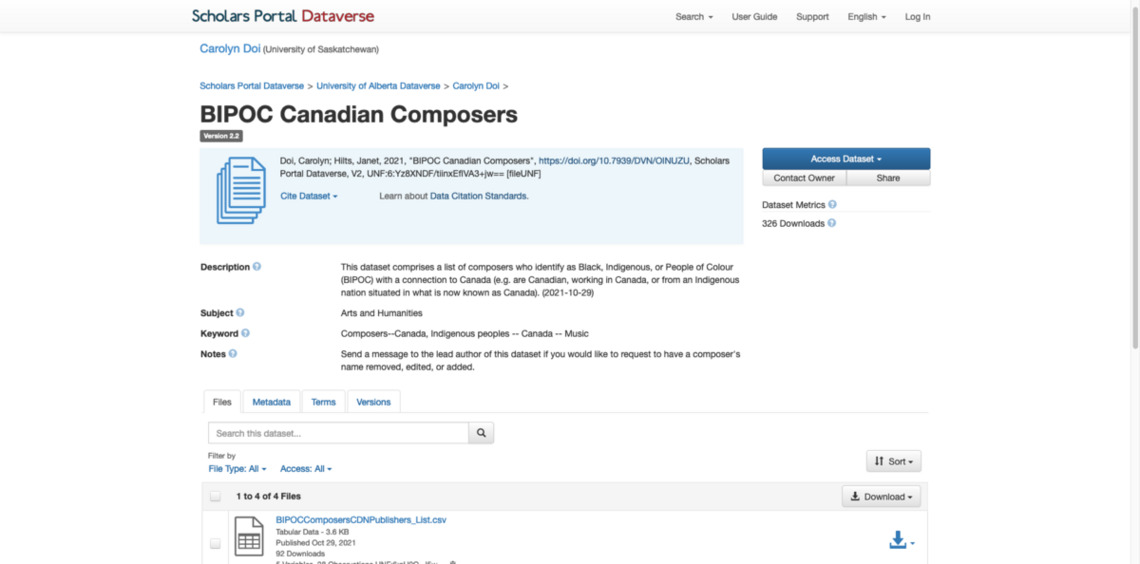 Scholars Portal Dataverse
Search User Guide Support English Log In
Carolyn Doi (University of Saskatchewan)
Scholars Portal Dataverse > University of Alberta Dataverse > Carolyn Doi >
BIPOC Canadian Composers
Version 2.2
Doi, Carolyn; Hilts, Janet, 2021, "BIPOC Canadian Composers", https://doi.org/10.7939/DVN/OINUZU, Scholars
Portal Dataverse, V2, UNF:6:Yz8XNDF/tiinxEflVA3+jw== [fileUNF]
Cite Dataset Learn about Data Citation Standards.
Access Dataset
Contact Owner Share
Dataset Metrics
326 Downloads
Description This dataset comprises a list of composers who identify as Black, Indigenous, or People of Colour
(BIPOC) with a connection to Canada (e.g. are Canadian, working in Canada, or from an Indigenous
nation situated in what is now known as Canada). (2021-10-29)
Subject Arts and Humanities
Keyword Composers--Canada, Indigenous peoples -- Canada -- Music
Notes Send a message to the lead author of this dataset if you would like to request to have a composer's
name removed, edited, or added.
Files Metadata Terms Versions
Search this dataset...
Filter by
File Type: All Access: All
Sort
1 to 4 of 4 Files
Download
BIPOCComposersCDNPublishers_List.csv
Tabular Data - 3.6 KB
Published Oct 29, 2021
92 Downloads